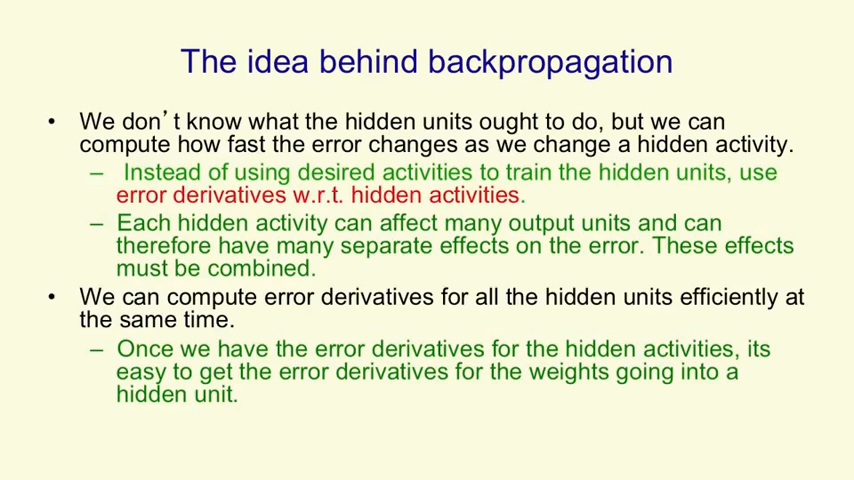 The idea behind backpropagation
• We don’t know what the hidden units ought to do, but we can
compute how fast the error changes as we change a hidden activity.
– Instead of using desired activities to train the hidden units, use
error derivatives w.r.t. hidden activities.
– Each hidden activity can affect many output units and can
therefore have many separate effects on the error. These effects
must be combined.
• We can compute error derivatives for all the hidden units efficiently at
the same time.
– Once we have the error derivatives for the hidden activities, its
easy to get the error derivatives for the weights going into a
hidden unit.